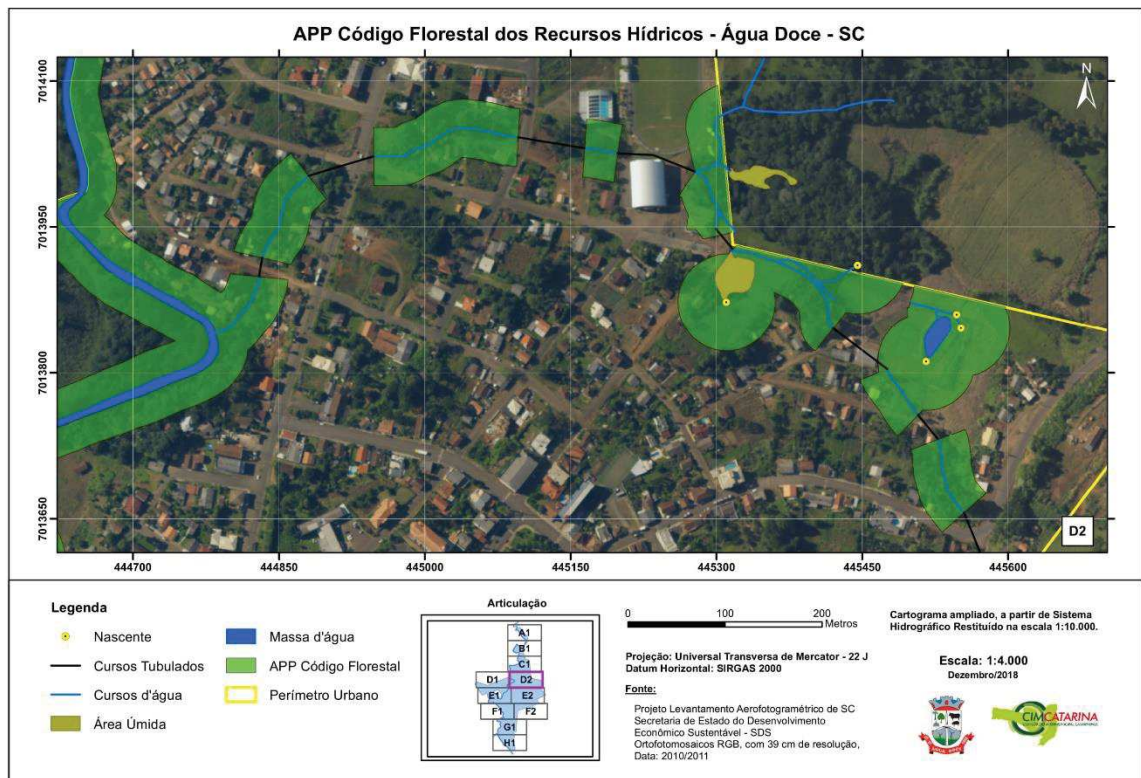 APP Código Florestal dos Recursos Hídricos - Água Doce - SC
7014100
7013950
7013800
7013650
N
D2
444700
444850
445000
445150
445300
445450
445600
Legenda
Nascente
Cursos Tubulados
Cursos d'água
Área Úmida
Massa d'água
APP Código Florestal
Perímetro Urbano
Articulação
A1
B1
C1
D1
D2
E1
E2
F1
F2
G1
H1
0 100 200
Metros
Projeção: Universal Transversa de Mercator - 22 J
Datum Horizontal: SIRGAS 2000
Fonte:
Projeto Levantamento Aerofotogramétrico de SC
Secretaria de Estado do Desenvolvimento
Econômico Sustentável - SDS
Ortofotomosaicos RGB, com 39 cm de resolução,
Data: 2010/2011
Cartograma ampliado, a partir de Sistema
Hidrográfico Restituído na escala 1:10.000.
Escala: 1:4.000
Dezembro/2018
CIMCATARINA